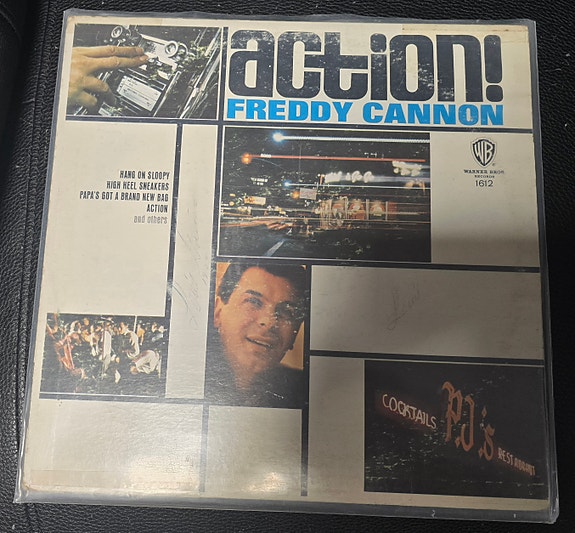 action!
FREDDY CANNON
HANG ON SLOOPY
HIGH HEEL SNEAKERS
PAPA'S GOT A BRAND NEW BAG
ACTION
and others
WB
WARNER BROS.
RECORDS
1612
COCKTAILS
P.J.'s
RESTAURANT